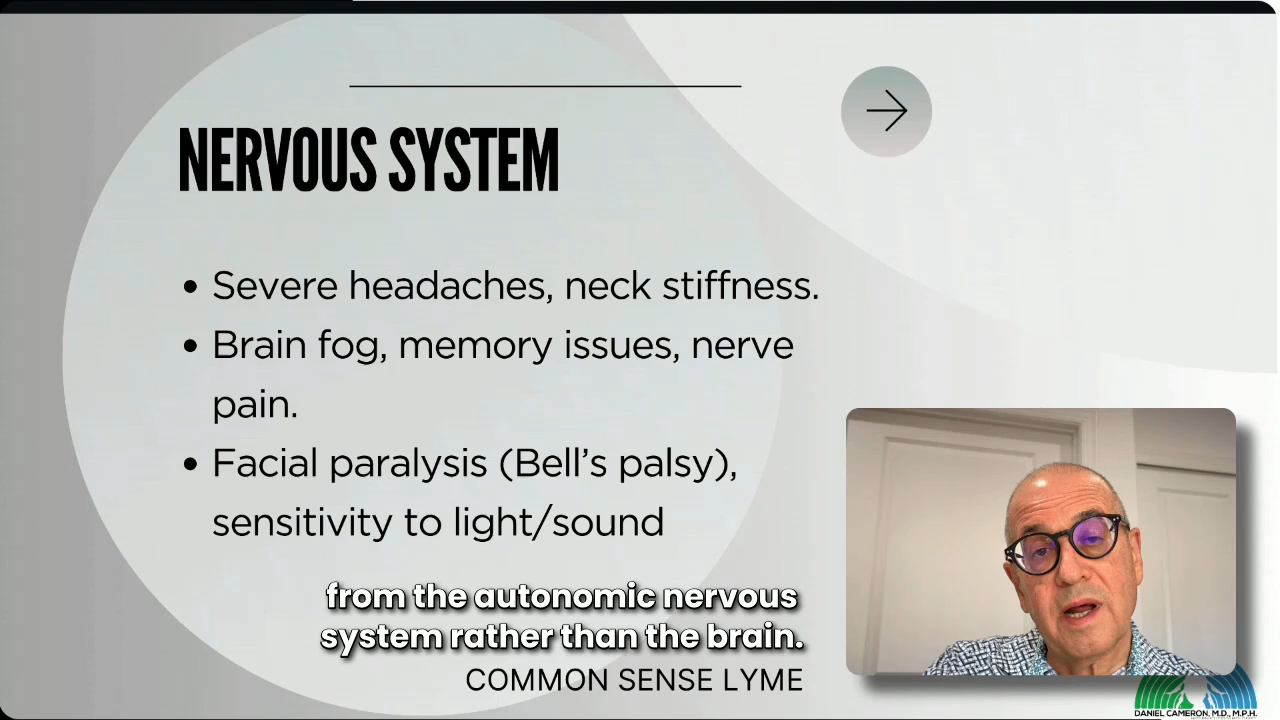 NERVOUS SYSTEM
• Severe headaches, neck stiffness.
• Brain fog, memory issues, nerve
pain.
• Facial paralysis (Bell’s palsy),
sensitivity to light/sound
from the autonomic nervous
system rather than the brain.
COMMON SENSE LYME
DANIEL CAMERON, M.D., M.P.H.